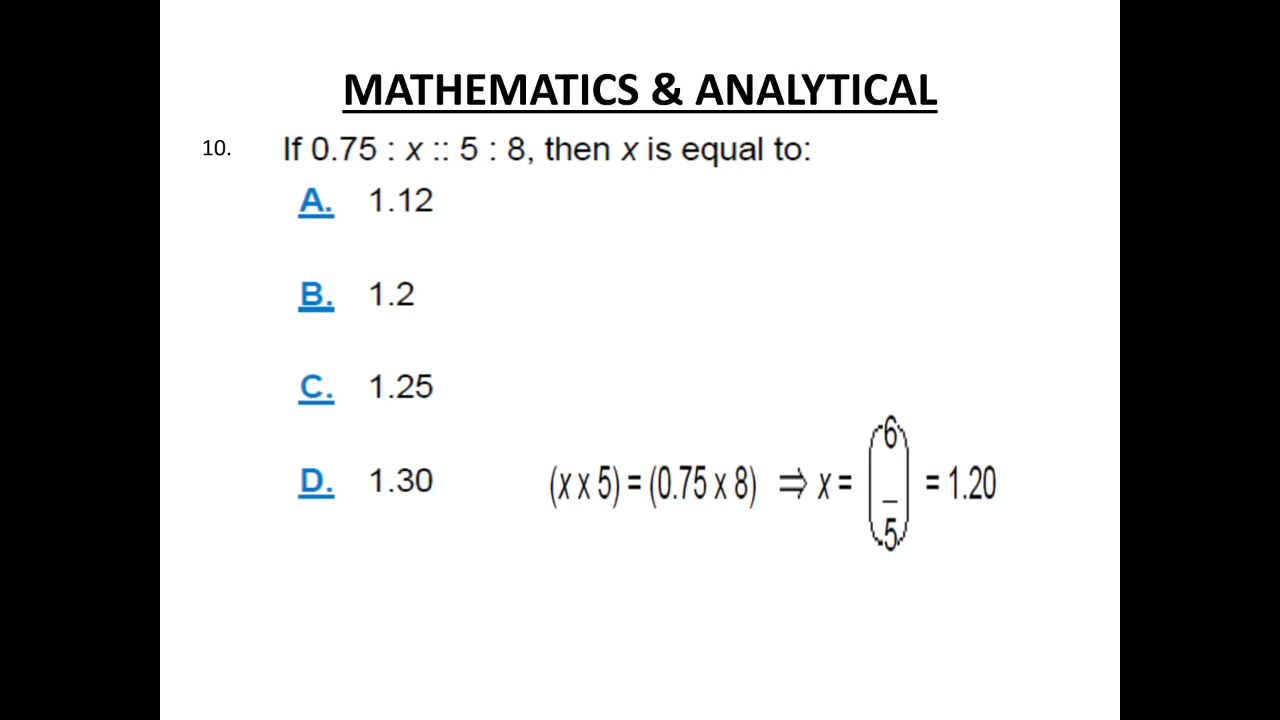 MATHEMATICS & ANALYTICAL
10. If 0.75 : x :: 5 : 8, then x is equal to:
A. 1.12
B. 1.2
C. 1.25
D. 1.30
(x x 5) = (0.75 x 8) ⇒ x = (6/5) = 1.20